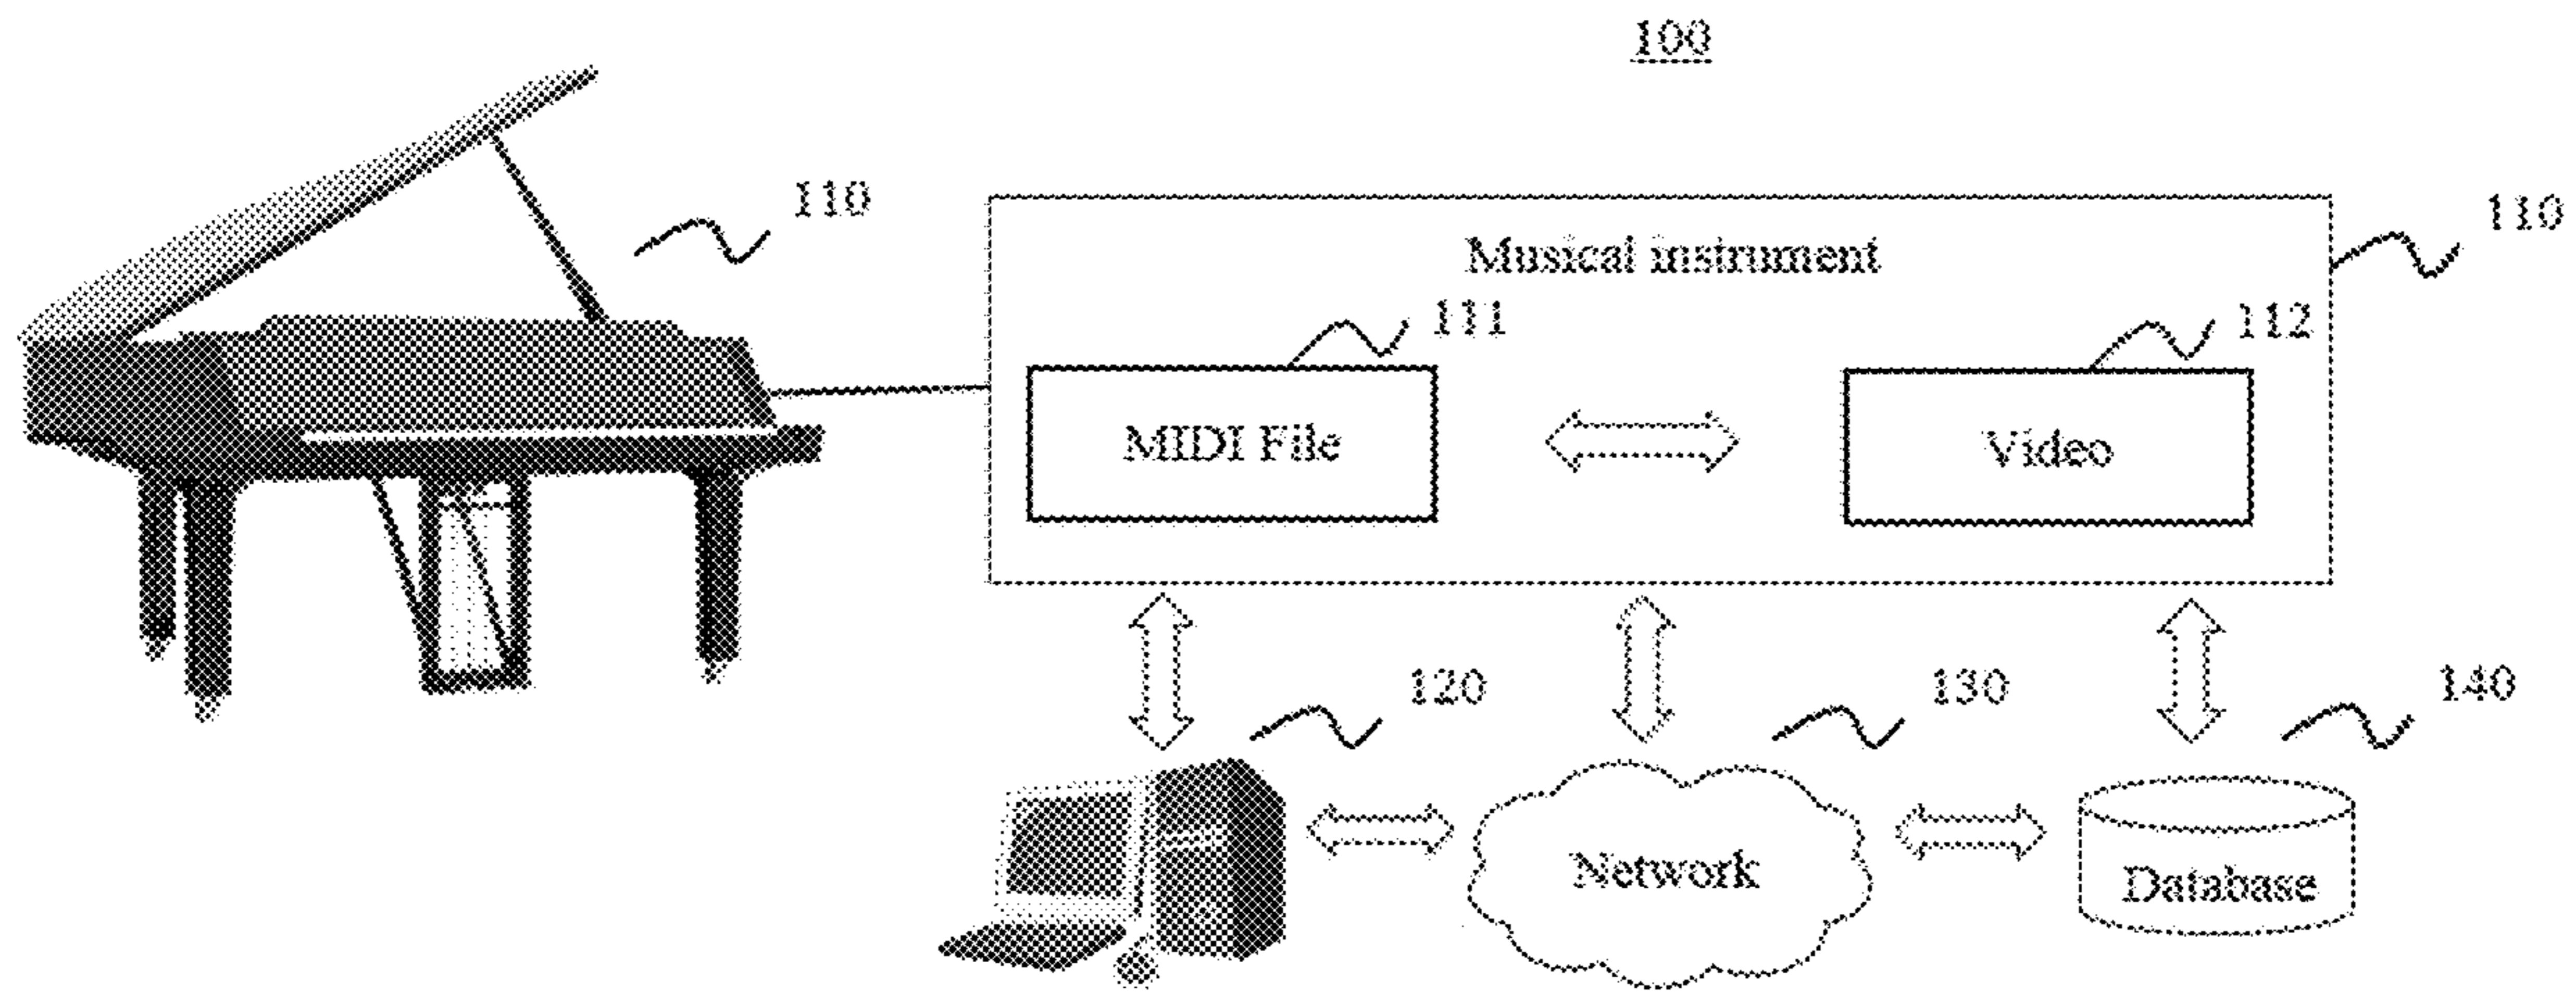 100
110
110
Musical instrument
111
112
MIDI File
Video
120
130
140
Network
Database